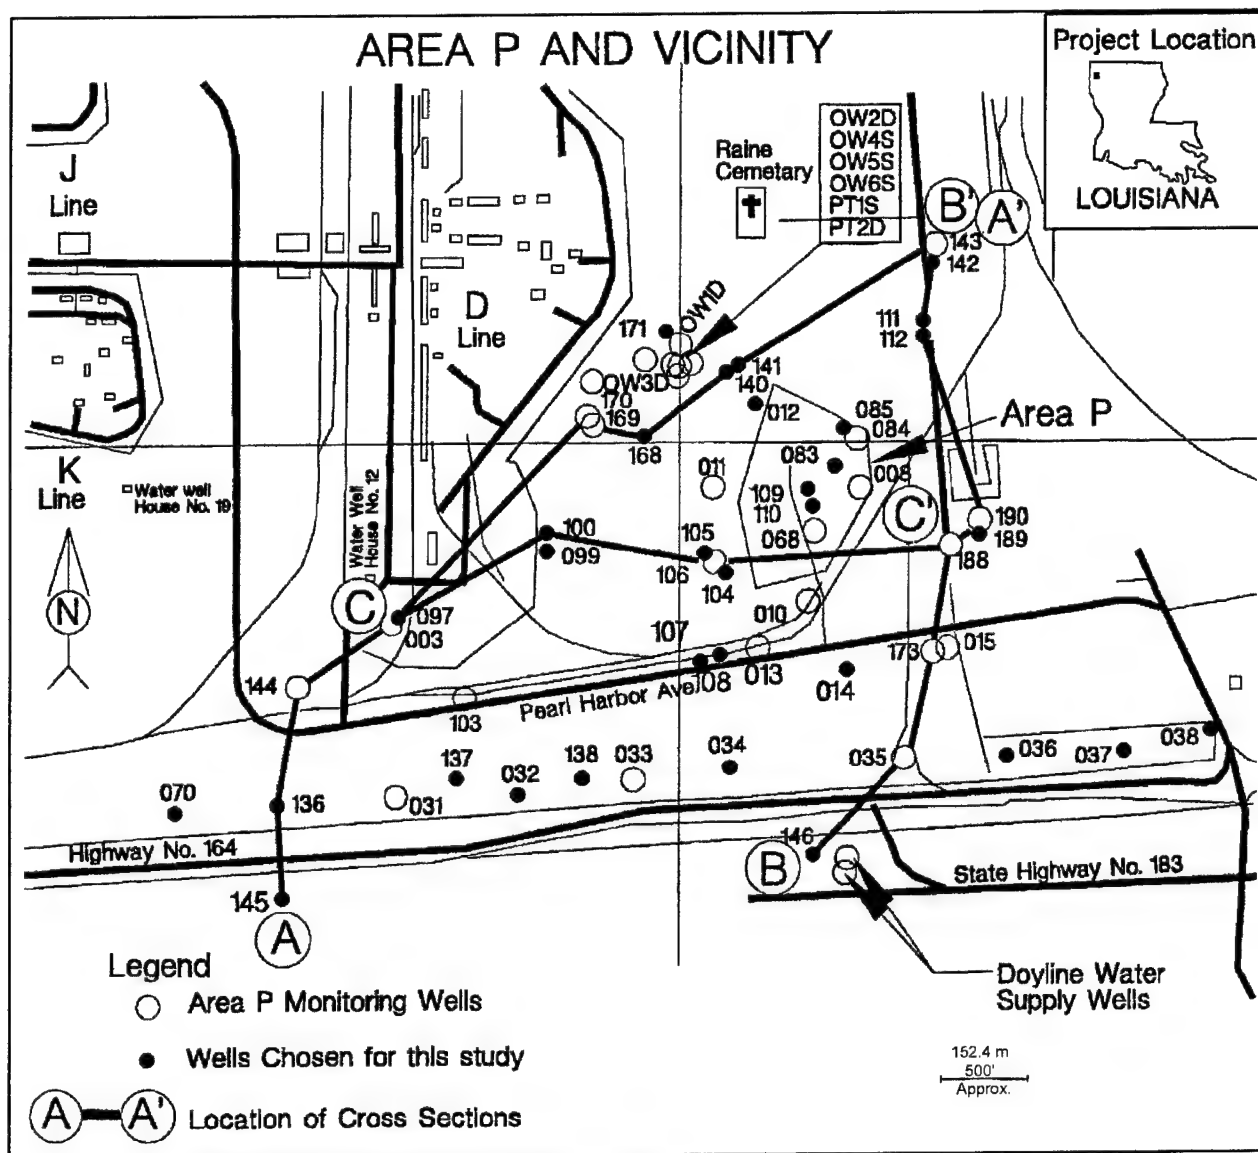 AREA P AND VICINITY
Project Location
LOUISIANA
J
Line
K
Line
D
Line
Raine
Cemetary
OW2D
OW4S
OW5S
OW6S
PT1S
PT2D
B'
A'
143
142
111
112
171
OW1D
OW3D
141
140
170
169
168
012
085
084
Area P
083
008
011
109
110
068
C'
190
189
188
Water well
House No. 19
Water Well
House No. 12
100
099
105
106
104
N
C
097
003
010
107
108
013
173
015
014
144
103
Pearl Harbor Ave
137
138
033
034
035
036
037
038
070
136
031
032
146
Highway No. 164
B
State Highway No. 183
145
A
Doyline Water
Supply Wells
Legend
Area P Monitoring Wells
Wells Chosen for this study
A A' Location of Cross Sections
152.4 m
500'
Approx.